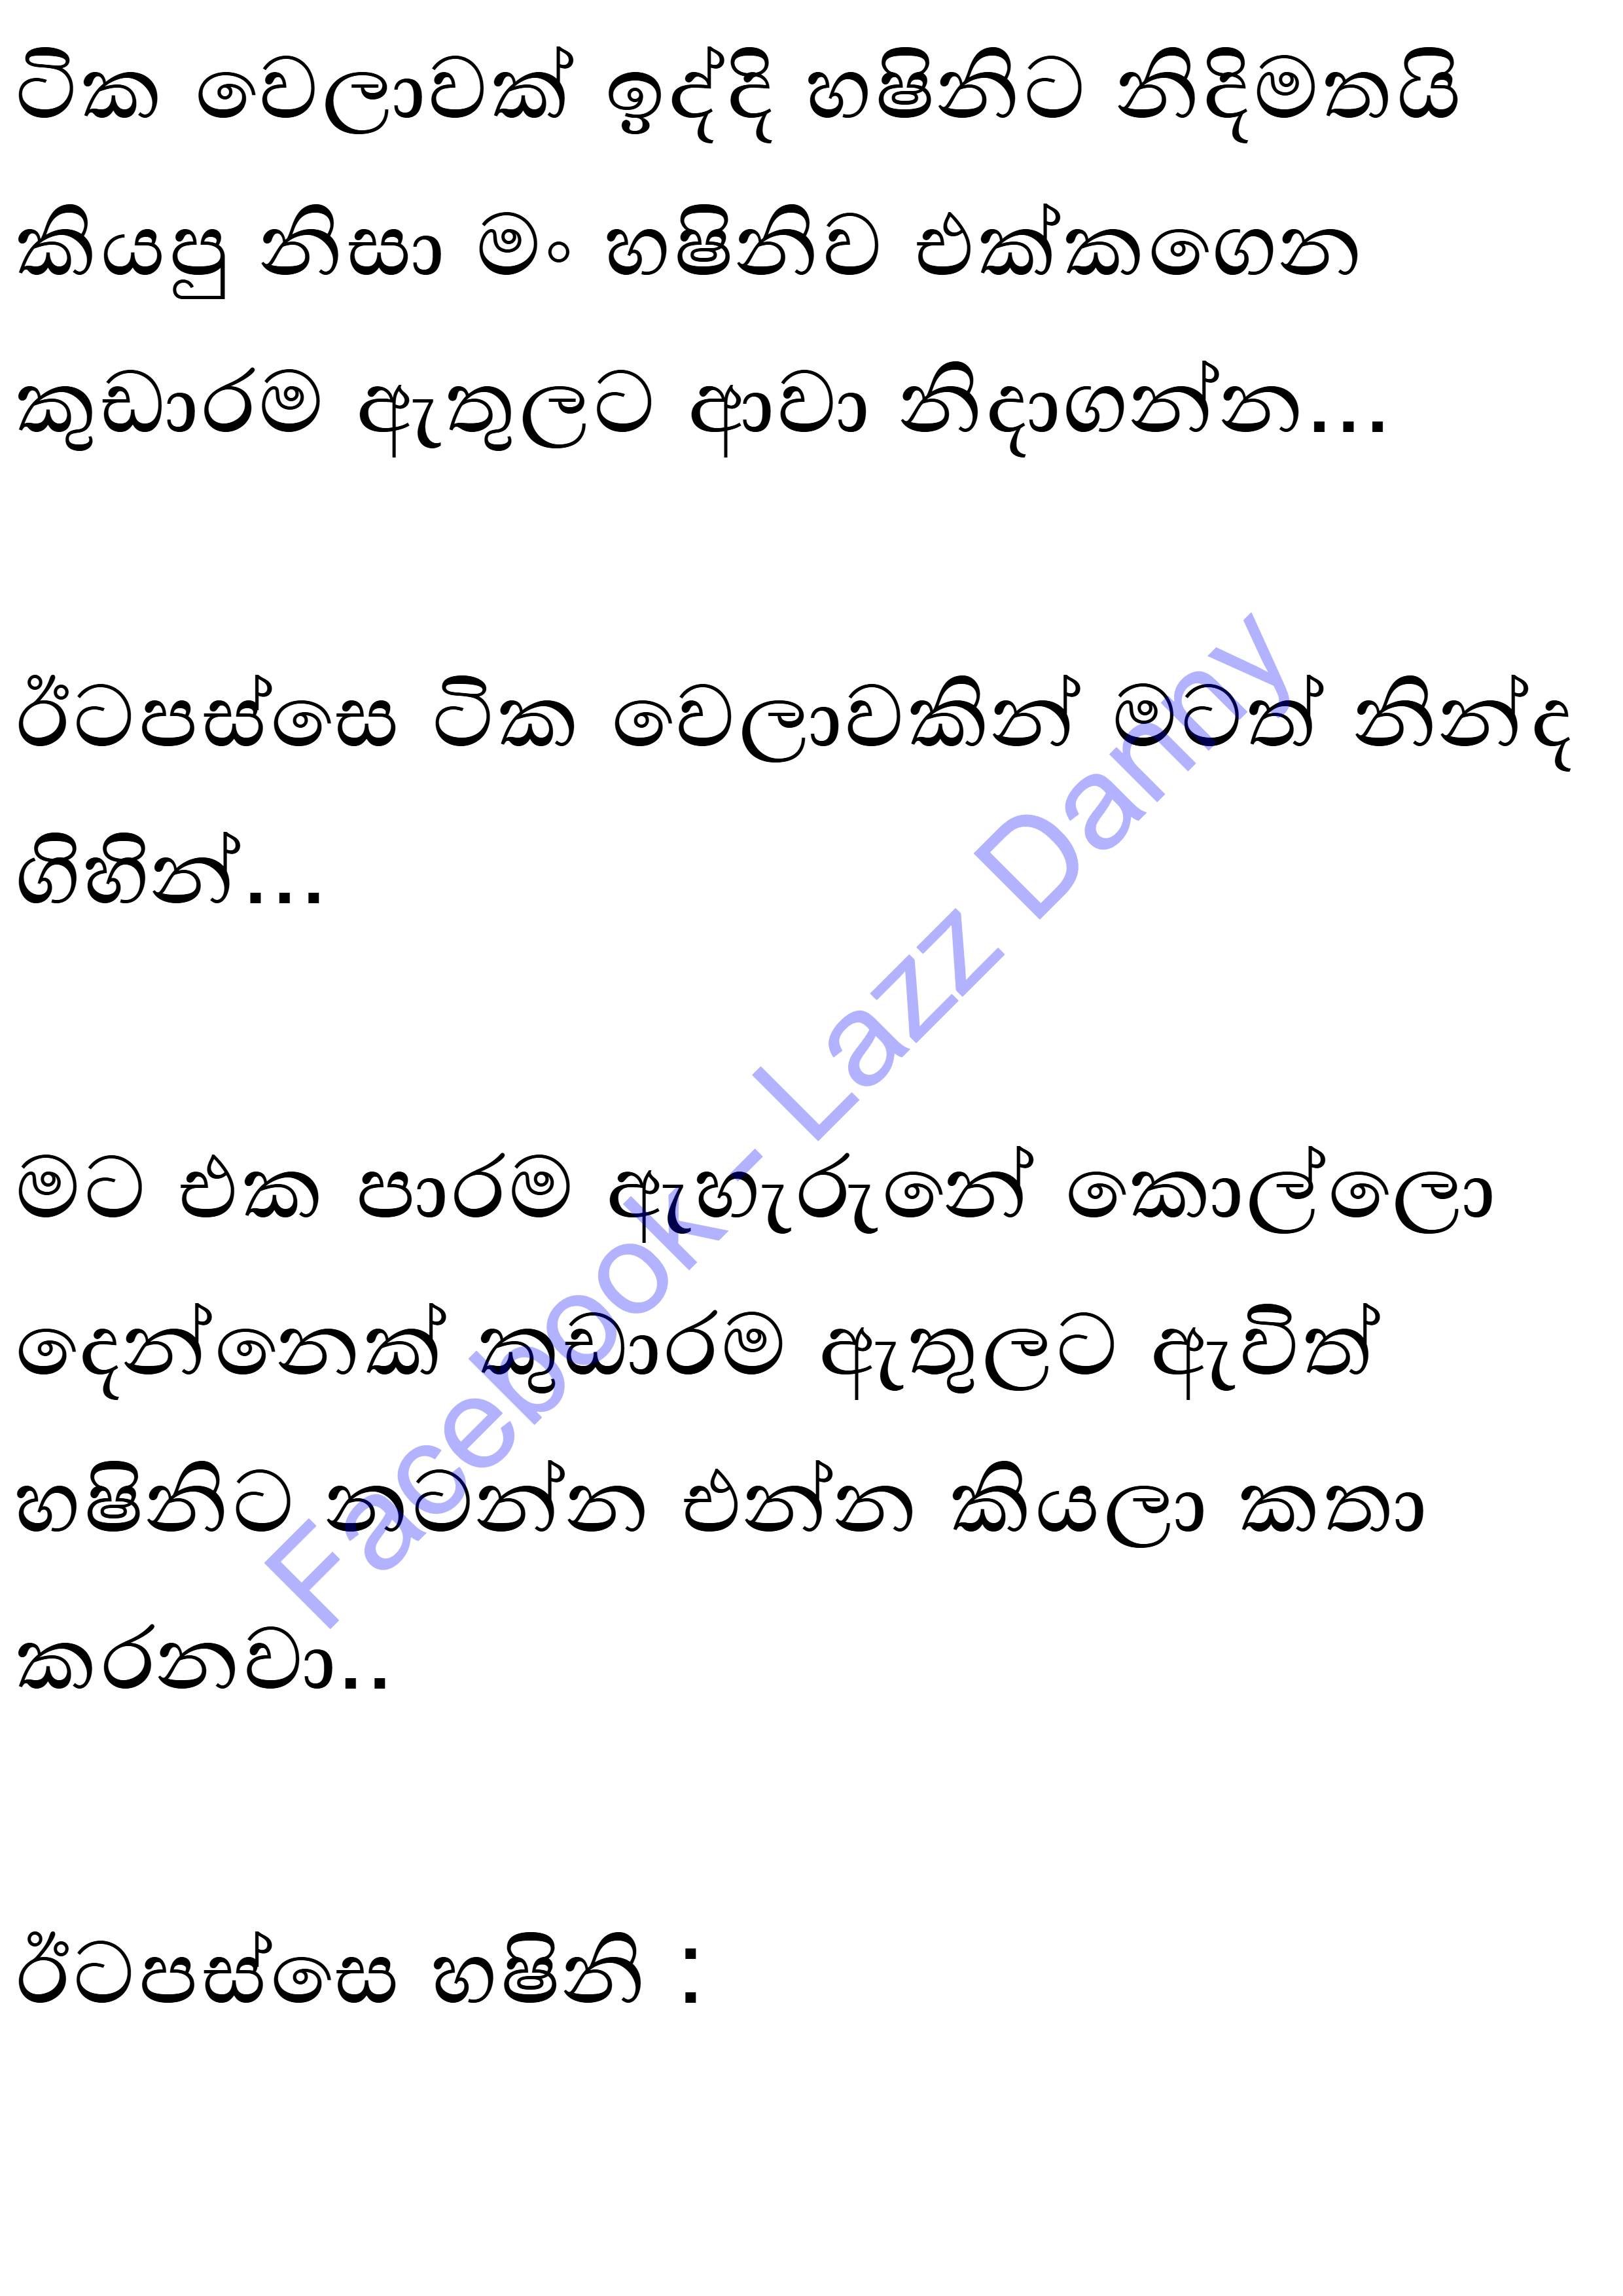 ටික වෙලාවක් ඉද්දි හෂිනිට නිදිමතයි
කියපු නිසා මං හෂිනිව එක්කගෙන
කුඩාරම ඇතුලට ආවා නිදාගන්න...
ඊටපස්සෙ ටික වෙලාවකින් මටත් නින්ද
ගිහින්...
මට එක පාරම ඇහැරුනේ කොල්ලො
දෙන්නෙක් කූඩාරම ඇතුලට ඇවිත්
හෂිනිට නටන්න එන්න කියලා කතා
කරනවා..
ඊටපස්සෙ හෂිනි :
Facebook- Lazz Danny